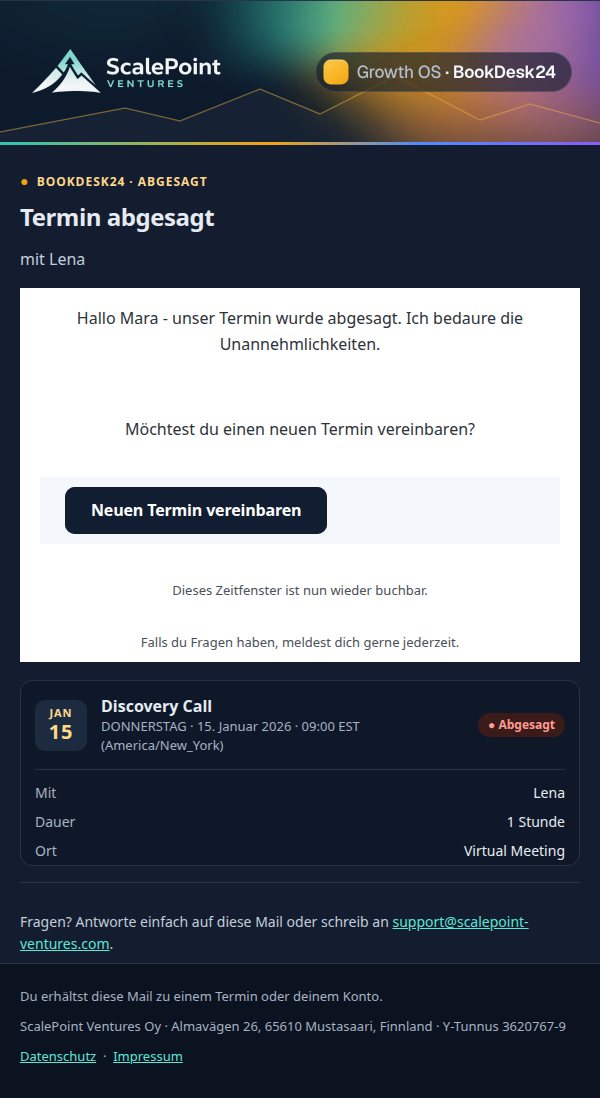 ScalePoint
VENTURES
Growth OS · BookDesk24
● BOOKDESK24 · ABGESAGT
Termin abgesagt
mit Lena
Hallo Mara - unser Termin wurde abgesagt. Ich bedaure die
Unannehmlichkeiten.
Möchtest du einen neuen Termin vereinbaren?
Neuen Termin vereinbaren
Dieses Zeitfenster ist nun wieder buchbar.
Falls du Fragen haben, meldest dich gerne jederzeit.
JAN
15
Discovery Call
DONNERSTAG · 15. Januar 2026 · 09:00 EST
(America/New_York)
● Abgesagt
Mit Lena
Dauer 1 Stunde
Ort Virtual Meeting
Fragen? Antworte einfach auf diese Mail oder schreib an support@scalepoint-
ventures.com.
Du erhältst diese Mail zu einem Termin oder deinem Konto.
ScalePoint Ventures Oy · Almavägen 26, 65610 Mustasaari, Finnland · Y-Tunnus 3620767-9
Datenschutz · Impressum